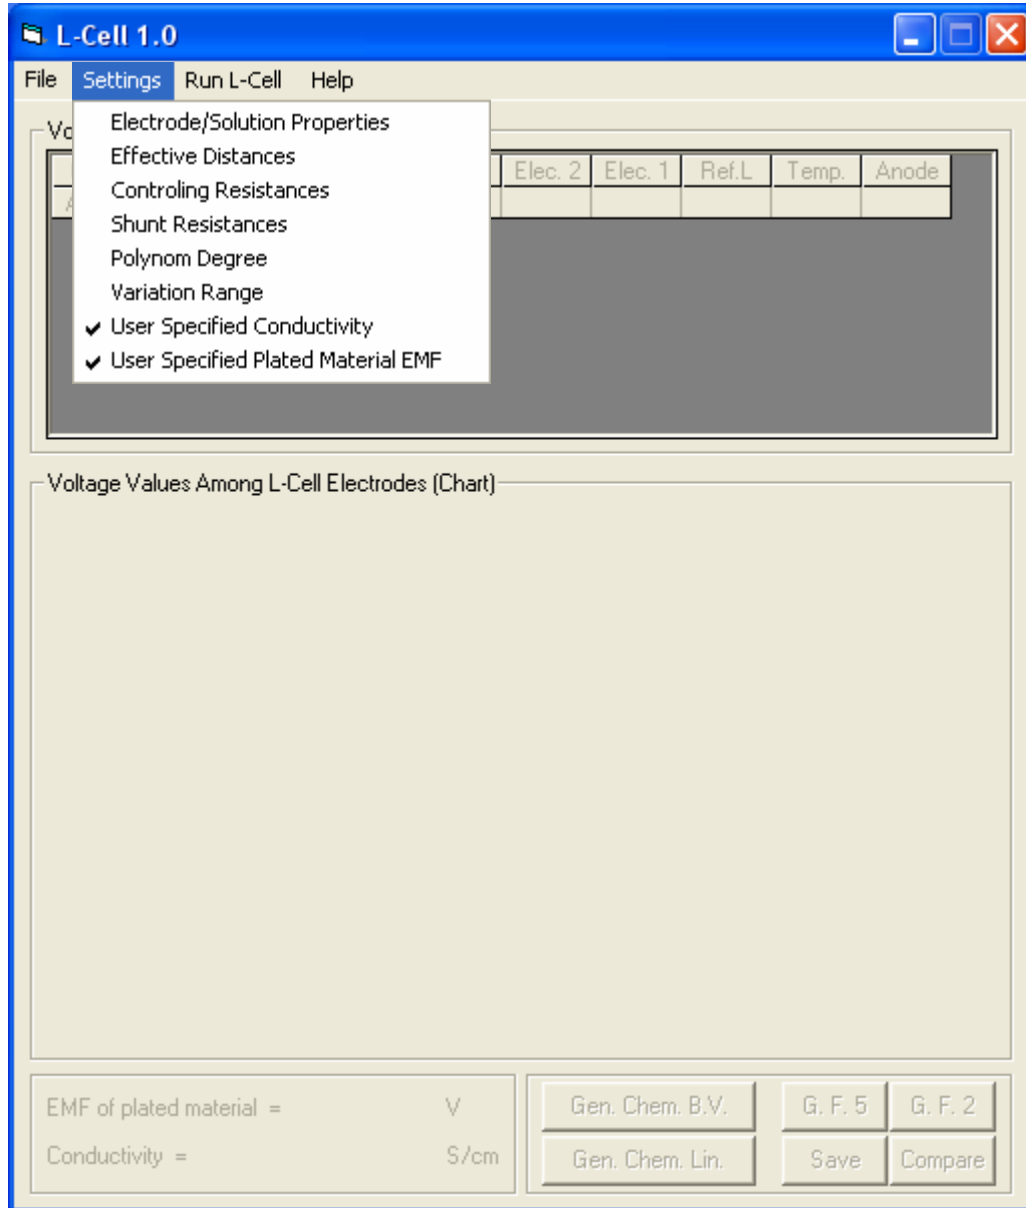 L-Cell 1.0
File Settings Run L-Cell Help
Electrode/Solution Properties
Effective Distances
Controling Resistances
Shunt Resistances
Polynom Degree
Variation Range
User Specified Conductivity
User Specified Plated Material EMF
Elec. 2 Elec. 1 Ref.L Temp. Anode
Voltage Values Among L-Cell Electrodes (Chart)
EMF of plated material = V
Conductivity = S/cm
Gen. Chem. B.V. G. F. 5 G. F. 2
Gen. Chem. Lin. Save Compare